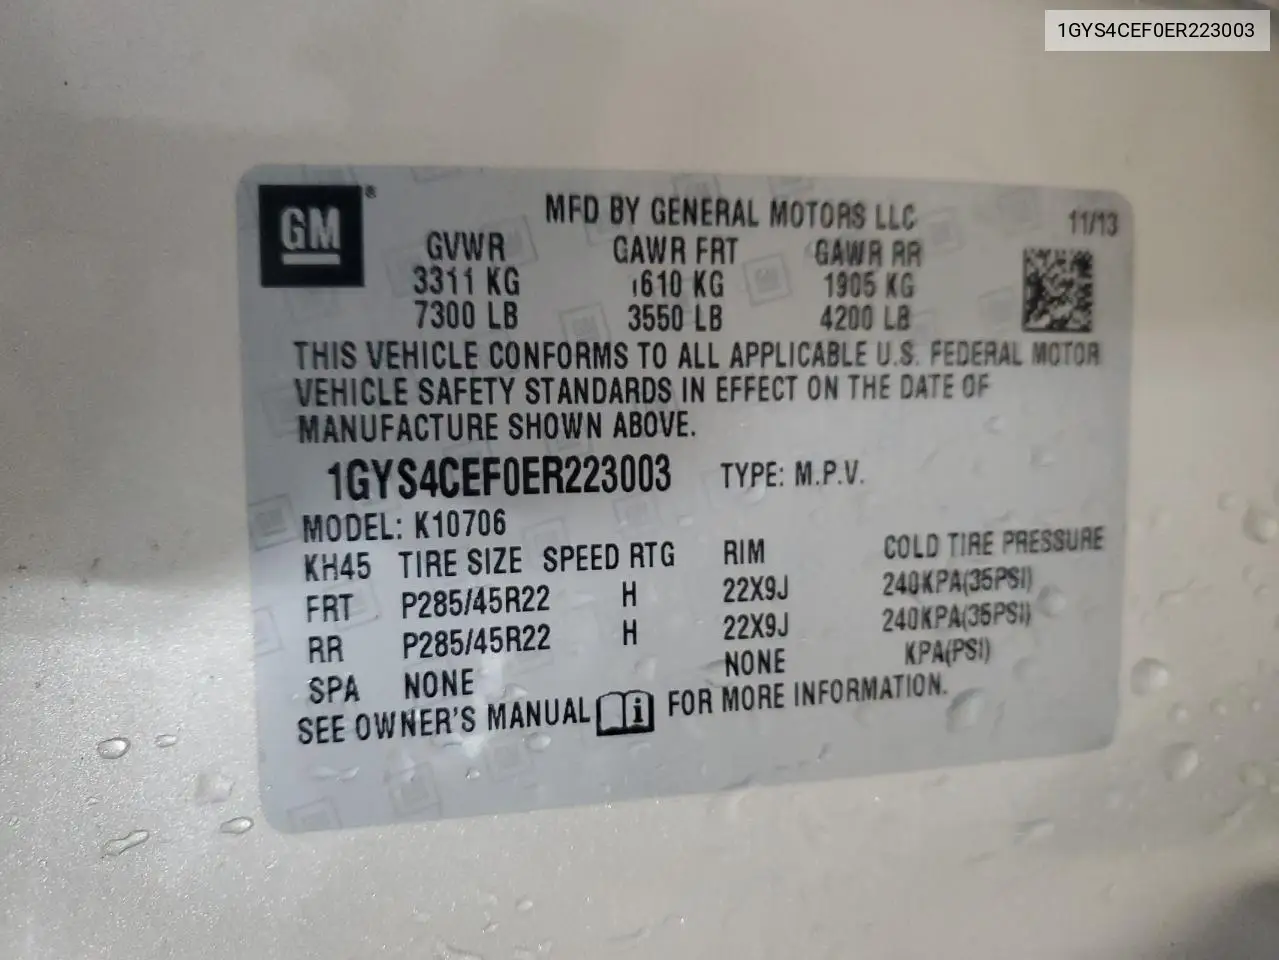 1GYS4CEF0ER223003
GM ®
MFD BY GENERAL MOTORS LLC 11/13
GVWR GAWR FRT GAWR RR
3311 KG 1610 KG 1905 KG
7300 LB 3550 LB 4200 LB
THIS VEHICLE CONFORMS TO ALL APPLICABLE U.S. FEDERAL MOTOR
VEHICLE SAFETY STANDARDS IN EFFECT ON THE DATE OF
MANUFACTURE SHOWN ABOVE.
1GYS4CEF0ER223003 TYPE: M.P.V.
MODEL: K10706
KH45 TIRE SIZE SPEED RTG RIM COLD TIRE PRESSURE
FRT P285/45R22 H 22X9J 240KPA(35PSI)
RR P285/45R22 H 22X9J 240KPA(35PSI)
SPA NONE NONE KPA(PSI)
SEE OWNER'S MANUAL i FOR MORE INFORMATION.